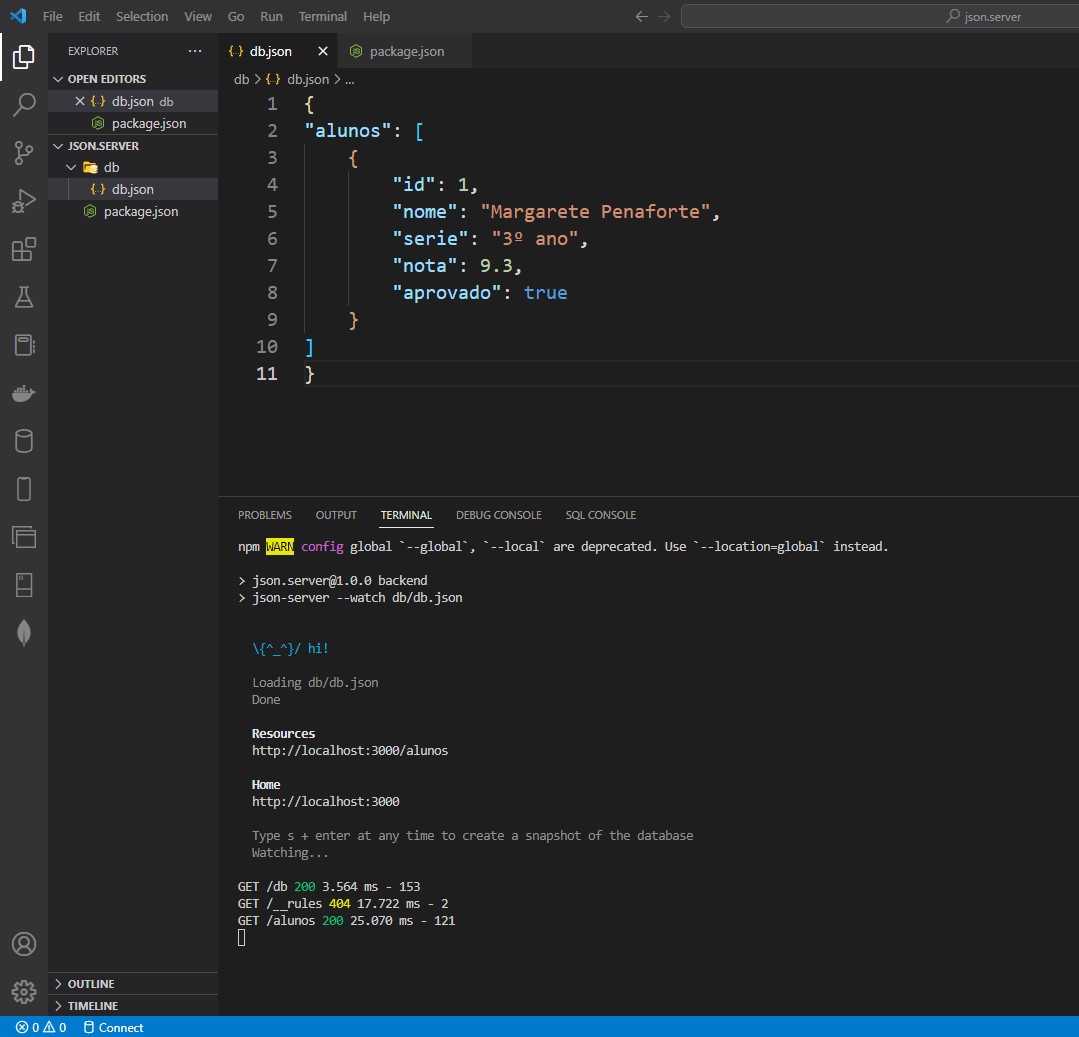 File Edit Selection View Go Run Terminal Help
json.server
EXPLORER
OPEN EDITORS
db.json db
package.json
JSON.SERVER
db
db.json
package.json
OUTLINE
TIMELINE
db.json package.json
db > db.json > ...
1 {
2 "alunos": [
3 {
4 "id": 1,
5 "nome": "Margarete Penaforte",
6 "serie": "3º ano",
7 "nota": 9.3,
8 "aprovado": true
9 }
10 ]
11 }
PROBLEMS OUTPUT TERMINAL DEBUG CONSOLE SQL CONSOLE
npm WARN config global `--global`, `--local` are deprecated. Use `--location=global` instead.
> json.server@1.0.0 backend
> json-server --watch db/db.json
\{^_^}/ hi!
Loading db/db.json
Done
Resources
http://localhost:3000/alunos
Home
http://localhost:3000
Type s + enter at any time to create a snapshot of the database
Watching...
GET /db 200 3.564 ms - 153
GET /__rules 404 17.722 ms - 2
GET /alunos 200 25.070 ms - 121
0 0 Connect